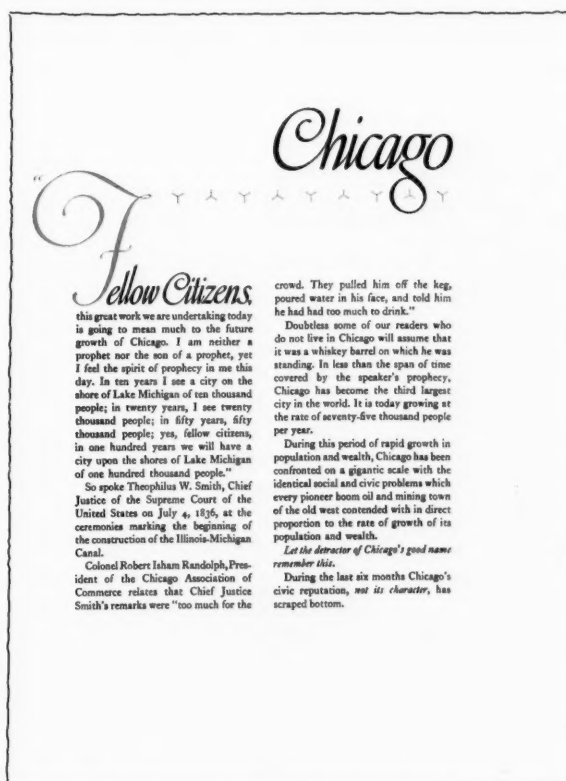 Chicago
"Fellow Citizens,
this great work we are undertaking today
is going to mean much to the future
growth of Chicago. I am neither a
prophet nor the son of a prophet, yet
I feel the spirit of prophecy in me this
day. In ten years I see a city on the
shore of Lake Michigan of ten thousand
people; in twenty years, I see twenty
thousand people; in fifty years, fifty
thousand people; yes, fellow citizens,
in one hundred years we will have a
city upon the shores of Lake Michigan
of one hundred thousand people."
So spoke Theophilus W. Smith, Chief
Justice of the Supreme Court of the
United States on July 4, 1836, at the
ceremonies marking the beginning of
the construction of the Illinois-Michigan
Canal.
Colonel Robert Isham Randolph, Pres-
ident of the Chicago Association of
Commerce relates that Chief Justice
Smith's remarks were "too much for the
crowd. They pulled him off the keg,
poured water in his face, and told him
he had had too much to drink."
Doubtless some of our readers who
do not live in Chicago will assume that
it was a whiskey barrel on which he was
standing. In less than the span of time
covered by the speaker's prophecy,
Chicago has become the third largest
city in the world. It is today growing at
the rate of seventy-five thousand people
per year.
During this period of rapid growth in
population and wealth, Chicago has been
confronted on a gigantic scale with the
identical social and civic problems which
every pioneer boom oil and mining town
of the old west contended with in direct
proportion to the rate of growth of its
population and wealth.
Let the detractor of Chicago's good name
remember this.
During the last six months Chicago's
civic reputation, not its character, has
scraped bottom.